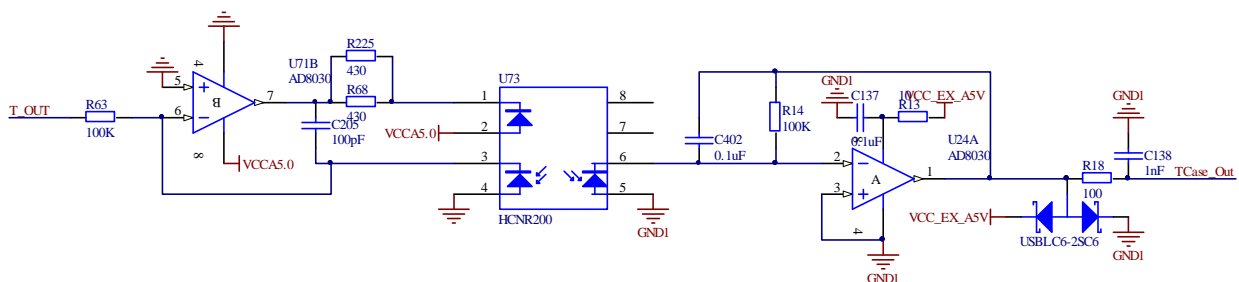 T_OUT
R63
100K
4
5
6
B
7
8
U71B
AD8030
VCCA5.0
R225
430
R68
430
C205
100pF
VCCA5.0
U73
1
2
3
4
8
7
6
5
HCNR200
GND1
C402
0.1uF
R14
100K
GND1
C137
0.1uF
10
R13
VCC_EX_A5V
8
2
3
A
1
4
U24A
AD8030
GND1
R18
100
GND1
C138
1nF
TCase_Out
VCC_EX_A5V
USBLC6-2SC6
GND1